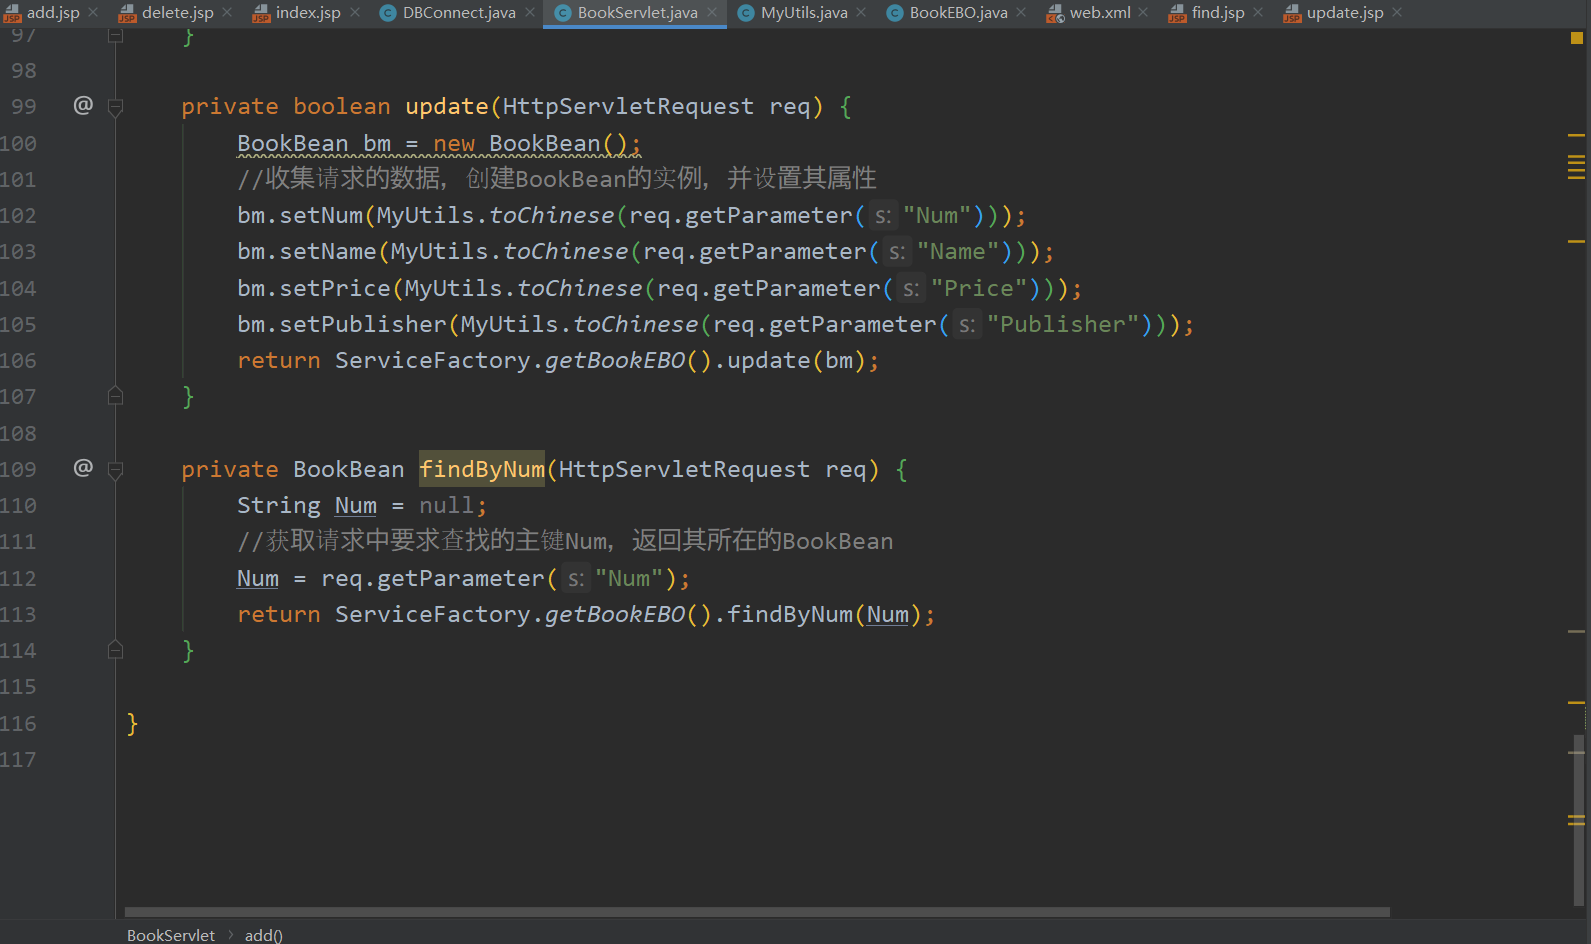 add.jsp delete.jsp index.jsp DBConnect.java BookServlet.java MyUtils.java BookEBO.java web.xml find.jsp update.jsp
97 }
98
99 @ private boolean update(HttpServletRequest req) {
100 BookBean bm = new BookBean();
101 //收集请求的数据, 创建BookBean的实例, 并设置其属性
102 bm.setNum(MyUtils.toChinese(req.getParameter( s: "Num")));
103 bm.setName(MyUtils.toChinese(req.getParameter( s: "Name")));
104 bm.setPrice(MyUtils.toChinese(req.getParameter( s: "Price")));
105 bm.setPublisher(MyUtils.toChinese(req.getParameter( s: "Publisher")));
106 return ServiceFactory.getBookEBO().update(bm);
107 }
108
109 @ private BookBean findByNum(HttpServletRequest req) {
110 String Num = null;
111 //获取请求中要求查找的主键Num, 返回其所在的BookBean
112 Num = req.getParameter( s: "Num");
113 return ServiceFactory.getBookEBO().findByNum(Num);
114 }
115
116 }
117
BookServlet › add()